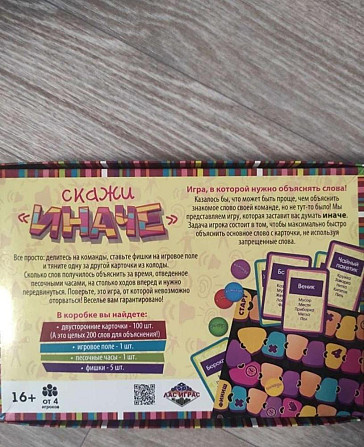 скажи
«ИНАЧЕ»
Игра, в которой нужно объяснять слова!
Казалось бы, что может быть проще, чем объяснить
знакомое слово своей команде, но не тут-то было! Мы
представляем игру, которая заставит вас думать иначе.
Задача игрока состоит в том, чтобы максимально быстро
объяснить основное слово с карточки, не используя
запрещенные слова.
Все просто: делитесь на команды, ставьте фишки на игровое поле
и тяните одну за другой карточки из колоды.
Сколько слов получилось объяснить за время, отведенное
песочными часами, на столько ходов вперед и нужно
передвинуться. Поверьте, это игра, от которой невозможно
оторваться! Веселье вам гарантировано!
В коробке вы найдете:
• двусторонние карточки - 100 шт.
(А это целых 200 слов для объяснения!)
• игровое поле - 1 шт.
• песочные часы - 1 шт.
• фишки - 5 шт.
16+
ОТ 4
игроков
ЛАС ИГРАС
Чайный
пакетик
Веник
Мусор
Мести
СТАРТ
ФИНИШ